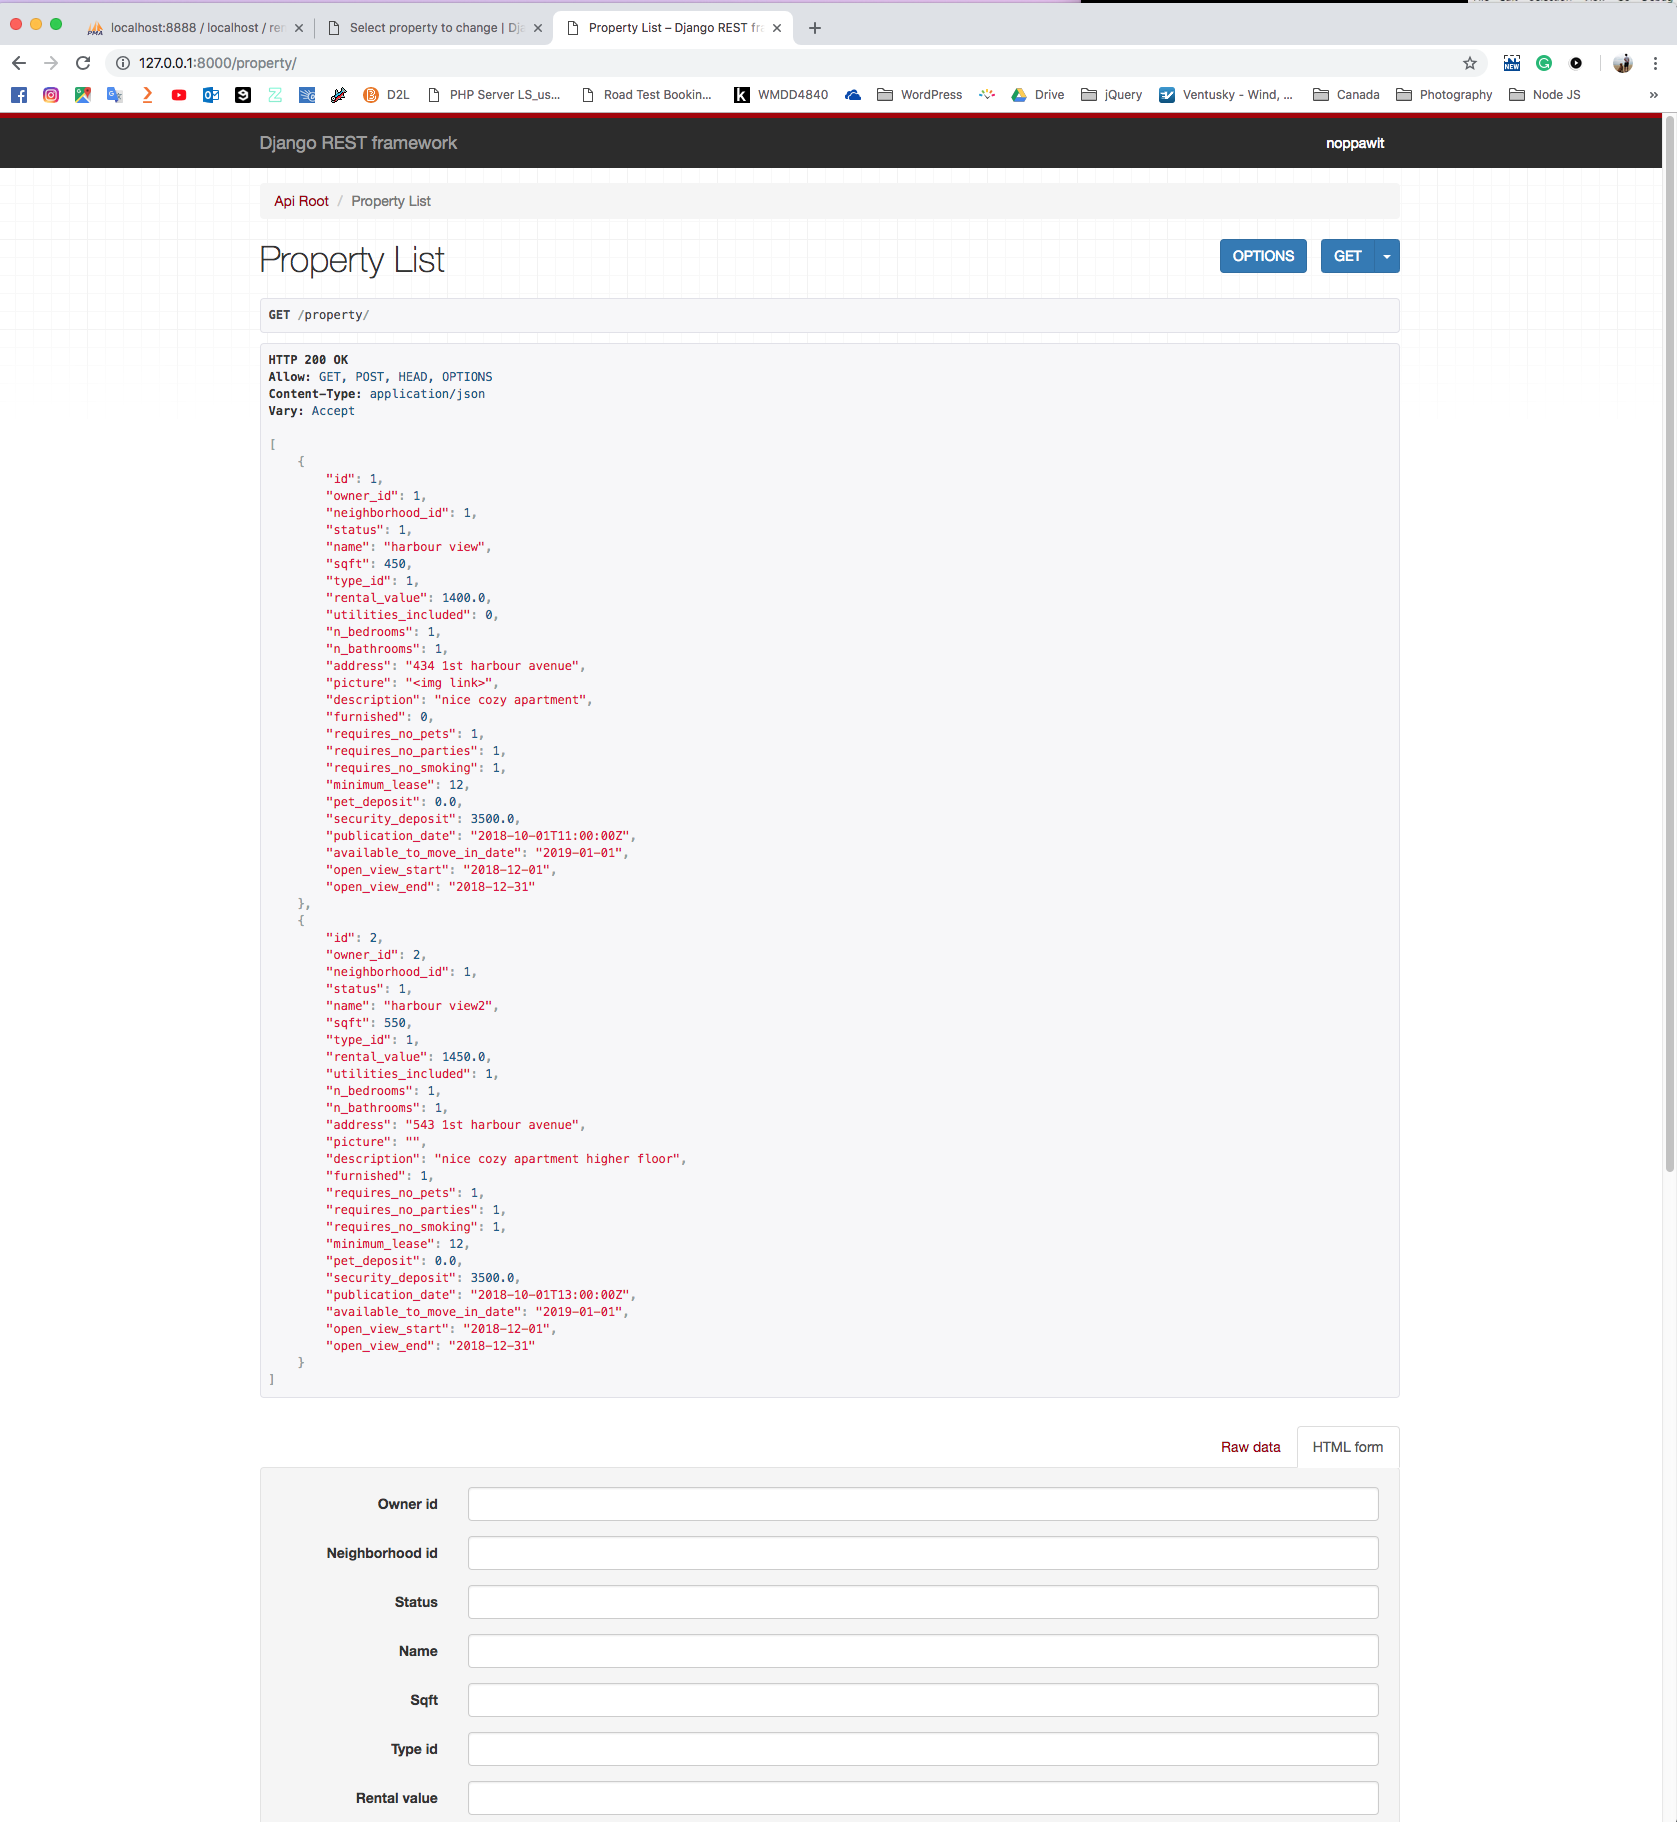 localhost:8888 / localhost / ren
Select property to change | Dja
Property List – Django REST fra
127.0.0.1:8000/property/
NEW
D2L
PHP Server LS_us...
Road Test Bookin...
WMDD4840
WordPress
Drive
jQuery
Ventusky - Wind, ...
Canada
Photography
Node JS
»
Django REST framework
noppawit
Api Root / Property List
Property List
OPTIONS
GET
GET /property/
HTTP 200 OK
Allow: GET, POST, HEAD, OPTIONS
Content-Type: application/json
Vary: Accept
[
{
"id": 1,
"owner_id": 1,
"neighborhood_id": 1,
"status": 1,
"name": "harbour view",
"sqft": 450,
"type_id": 1,
"rental_value": 1400.0,
"utilities_included": 0,
"n_bedrooms": 1,
"n_bathrooms": 1,
"address": "434 1st harbour avenue",
"picture": "<img link>",
"description": "nice cozy apartment",
"furnished": 0,
"requires_no_pets": 1,
"requires_no_parties": 1,
"requires_no_smoking": 1,
"minimum_lease": 12,
"pet_deposit": 0.0,
"security_deposit": 3500.0,
"publication_date": "2018-10-01T11:00:00Z",
"available_to_move_in_date": "2019-01-01",
"open_view_start": "2018-12-01",
"open_view_end": "2018-12-31"
},
{
"id": 2,
"owner_id": 2,
"neighborhood_id": 1,
"status": 1,
"name": "harbour view2",
"sqft": 550,
"type_id": 1,
"rental_value": 1450.0,
"utilities_included": 1,
"n_bedrooms": 1,
"n_bathrooms": 1,
"address": "543 1st harbour avenue",
"picture": "",
"description": "nice cozy apartment higher floor",
"furnished": 1,
"requires_no_pets": 1,
"requires_no_parties": 1,
"requires_no_smoking": 1,
"minimum_lease": 12,
"pet_deposit": 0.0,
"security_deposit": 3500.0,
"publication_date": "2018-10-01T13:00:00Z",
"available_to_move_in_date": "2019-01-01",
"open_view_start": "2018-12-01",
"open_view_end": "2018-12-31"
}
]
Raw data
HTML form
Owner id
Neighborhood id
Status
Name
Sqft
Type id
Rental value